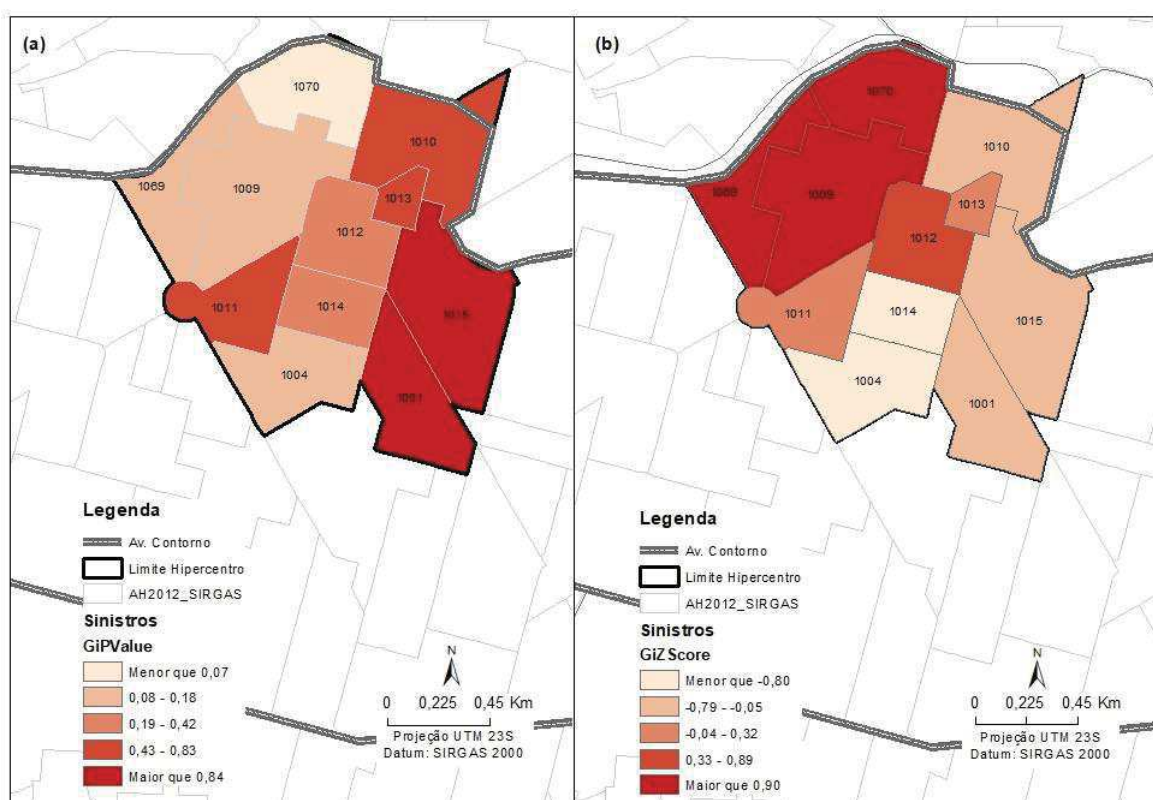 (a)
1070
1010
1069
1009
1013
1012
1011
1014
1015
1004
1001
Legenda
Av. Contorno
Limite Hipercentro
AH2012_SIRGAS
Sinistros
GiPValue
Menor que 0,07
0,08 - 0,18
0,19 - 0,42
0,43 - 0,83
Maior que 0,84
N
0 0,225 0,45 Km
Projeção UTM 23S
Datum: SIRGAS 2000
(b)
1070
1010
1069
1009
1013
1012
1011
1014
1015
1004
1001
Legenda
Av. Contorno
Limite Hipercentro
AH2012_SIRGAS
Sinistros
GiZScore
Menor que -0,80
-0,79 - -0,05
-0,04 - 0,32
0,33 - 0,89
Maior que 0,90
N
0 0,225 0,45 Km
Projeção UTM 23S
Datum: SIRGAS 2000